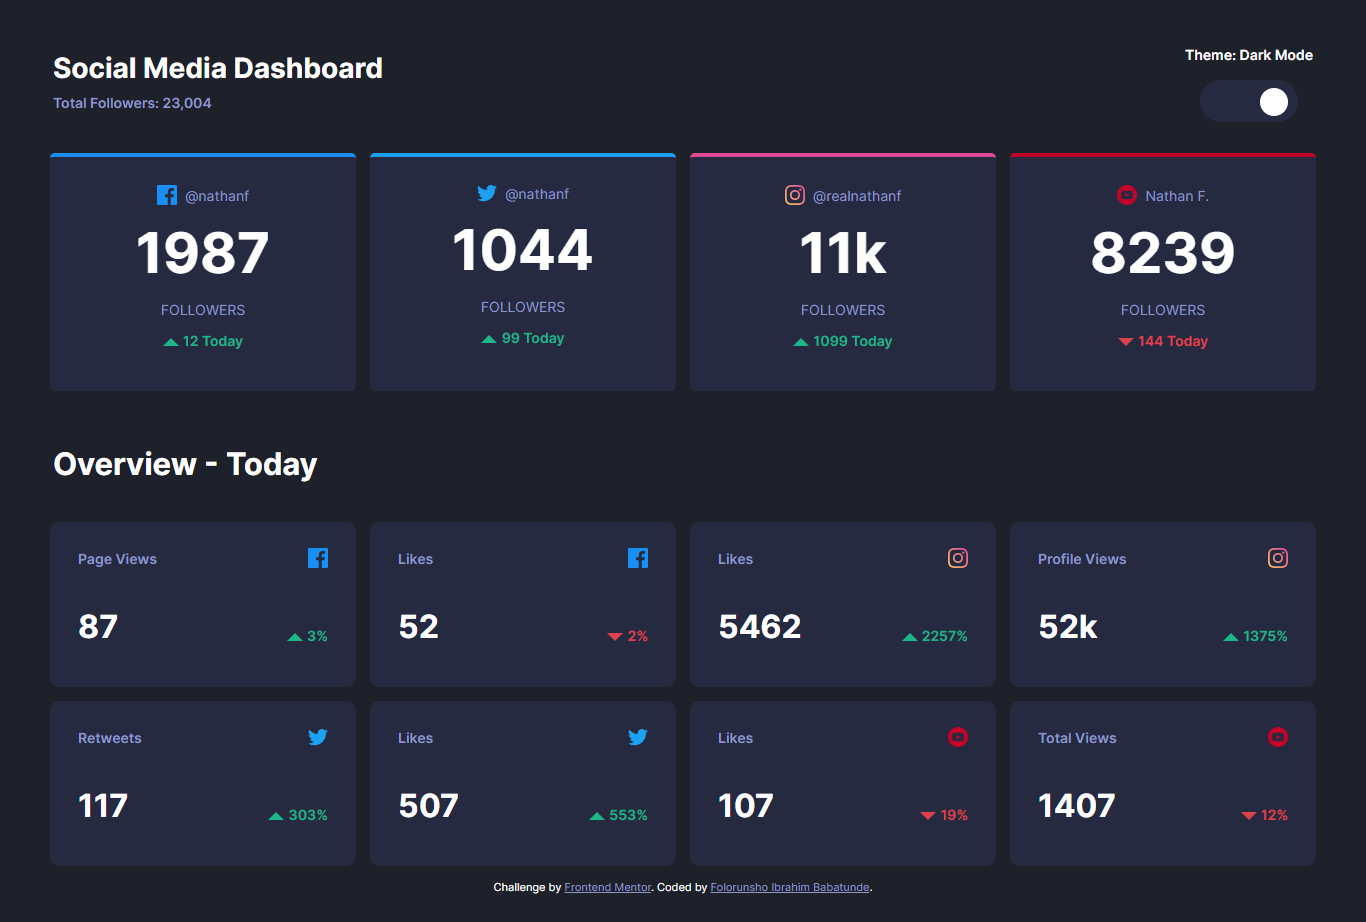 Social Media Dashboard
Total Followers: 23,004
Theme: Dark Mode
@nathanf
1987
FOLLOWERS
12 Today
@nathanf
1044
FOLLOWERS
99 Today
@realnathanf
11k
FOLLOWERS
1099 Today
Nathan F.
8239
FOLLOWERS
144 Today
Overview - Today
Page Views
87
3%
Likes
52
2%
Likes
5462
2257%
Profile Views
52k
1375%
Retweets
117
303%
Likes
507
553%
Likes
107
19%
Total Views
1407
12%
Challenge by Frontend Mentor. Coded by Folorunsho Ibrahim Babatunde.